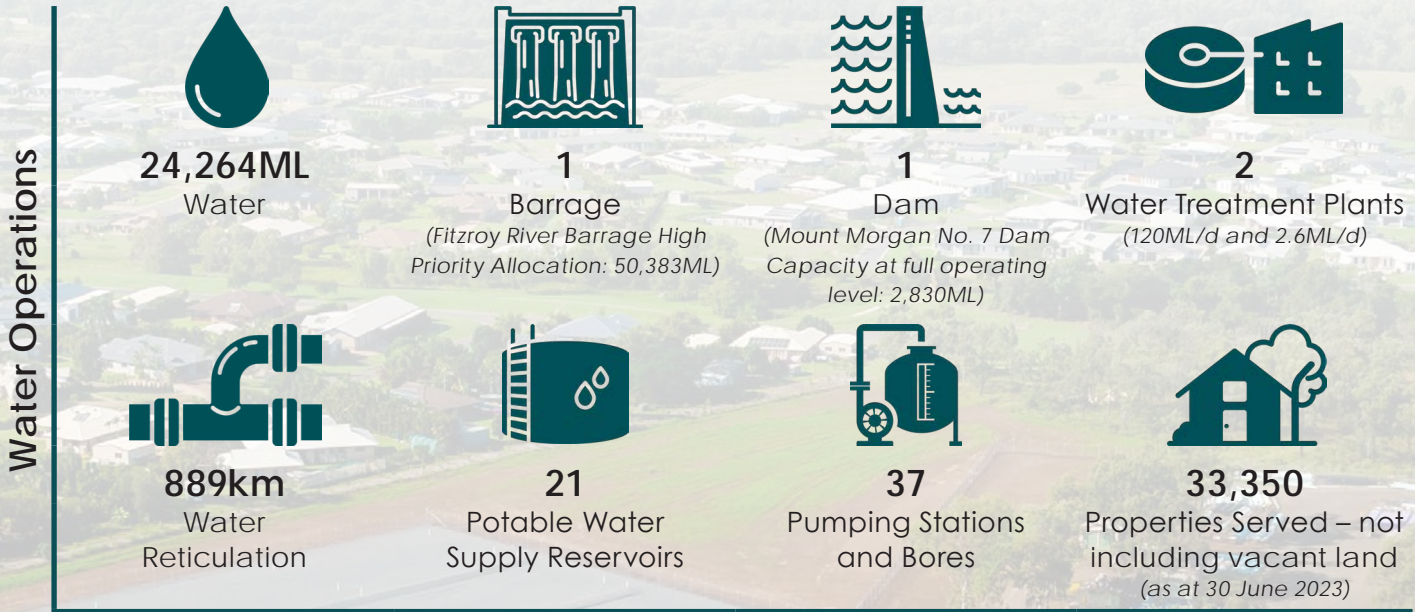 Water Operations
24,264ML
Water
1
Barrage
(Fitzroy River Barrage High
Priority Allocation: 50,383ML)
1
Dam
(Mount Morgan No. 7 Dam
Capacity at full operating
level: 2,830ML)
2
Water Treatment Plants
(120ML/d and 2.6ML/d)
889km
Water
Reticulation
21
Potable Water
Supply Reservoirs
37
Pumping Stations
and Bores
33,350
Properties Served – not
including vacant land
(as at 30 June 2023)